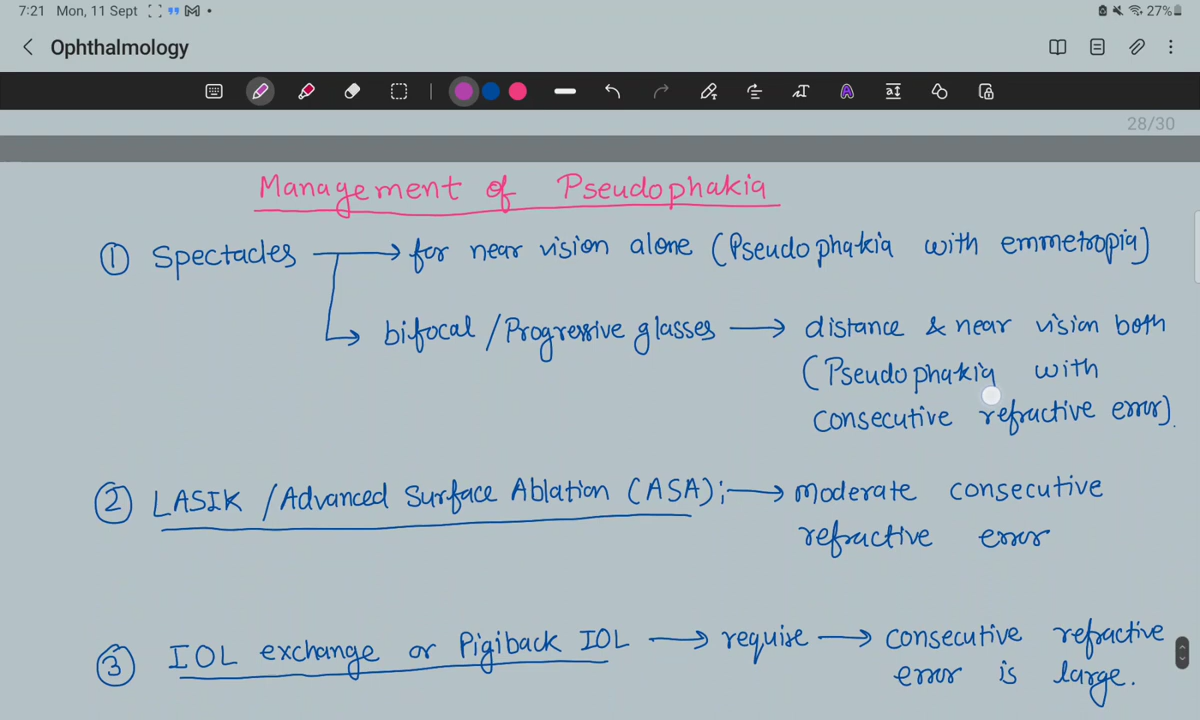 7:21 Mon, 11 Sept
27%
Ophthalmology
28/30
Management of Pseudophakia
① Spectacles → for near vision alone (Pseudophakia with emmetropia)
→ bifocal / Progressive glasses → distance & near vision both
(Pseudophakia with
consecutive refractive error).
② LASIK / Advanced Surface Ablation (ASA);→ moderate consecutive
refractive error
③ IOL exchange or Pigiback IOL → requise → consecutive refractive
error is large.